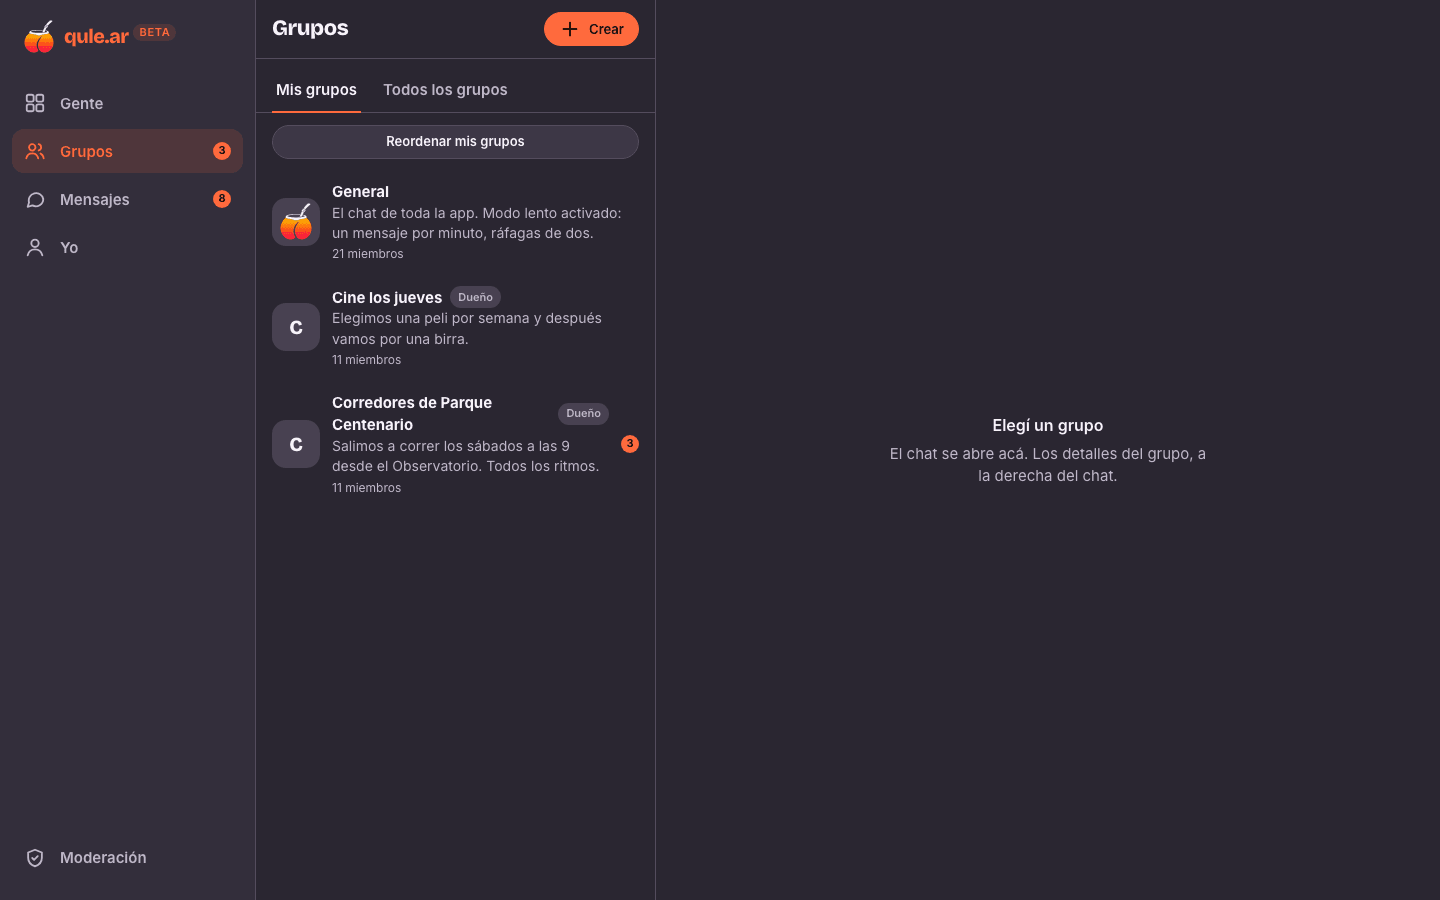 qule.ar BETA
Gente
Grupos 3
Mensajes 8
Yo
Moderación
Grupos
Crear
Mis grupos
Todos los grupos
Reordenar mis grupos
General
El chat de toda la app. Modo lento activado:
un mensaje por minuto, ráfagas de dos.
21 miembros
C
Cine los jueves Dueño
Elegimos una peli por semana y después
vamos por una birra.
11 miembros
C
Corredores de Parque
Centenario
Dueño
Salimos a correr los sábados a las 9
desde el Observatorio. Todos los ritmos.
3
11 miembros
Elegí un grupo
El chat se abre acá. Los detalles del grupo, a
la derecha del chat.